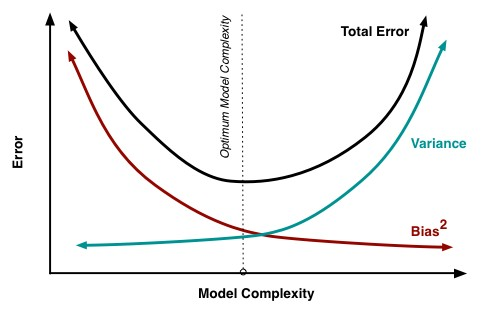 Total Error
Optimum Model Complexity
Variance
Error
Bias²
Model Complexity